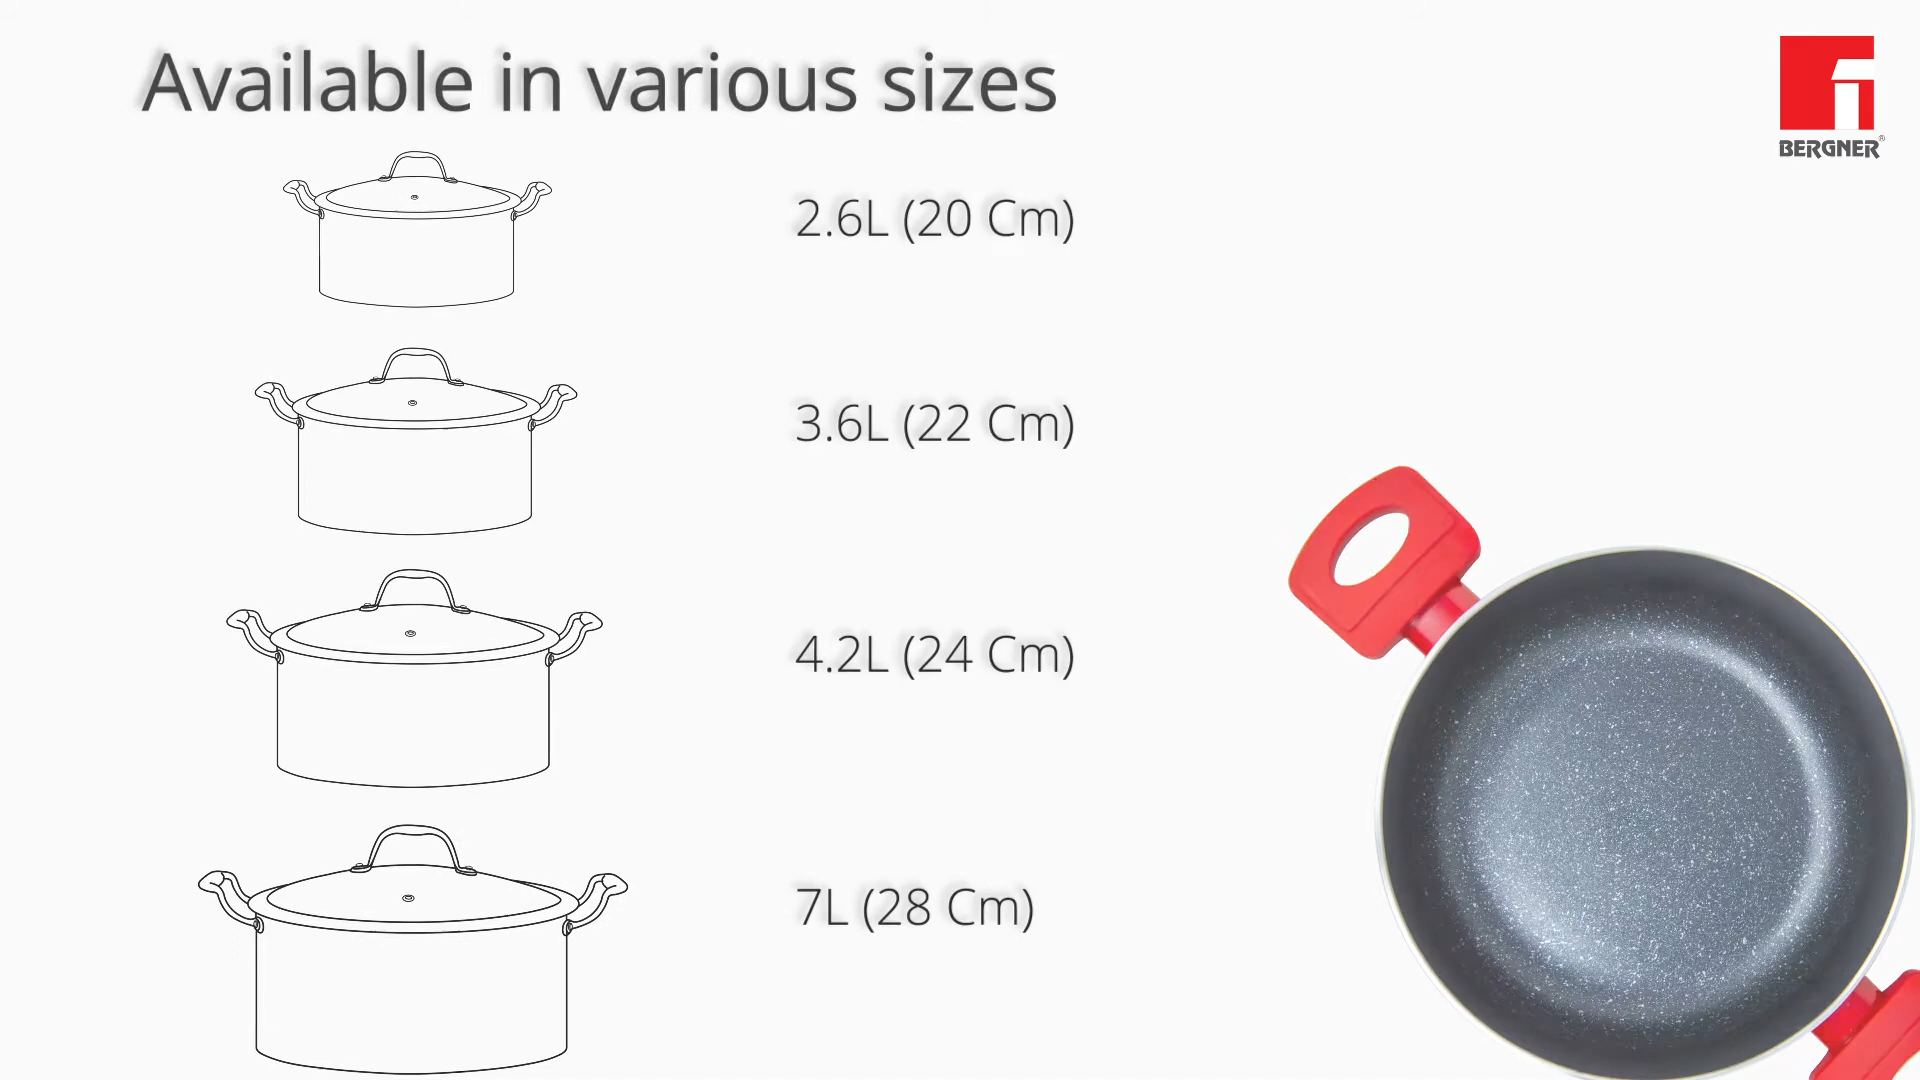 Available in various sizes
BERGNER®
2.6L (20 Cm)
3.6L (22 Cm)
4.2L (24 Cm)
7L (28 Cm)